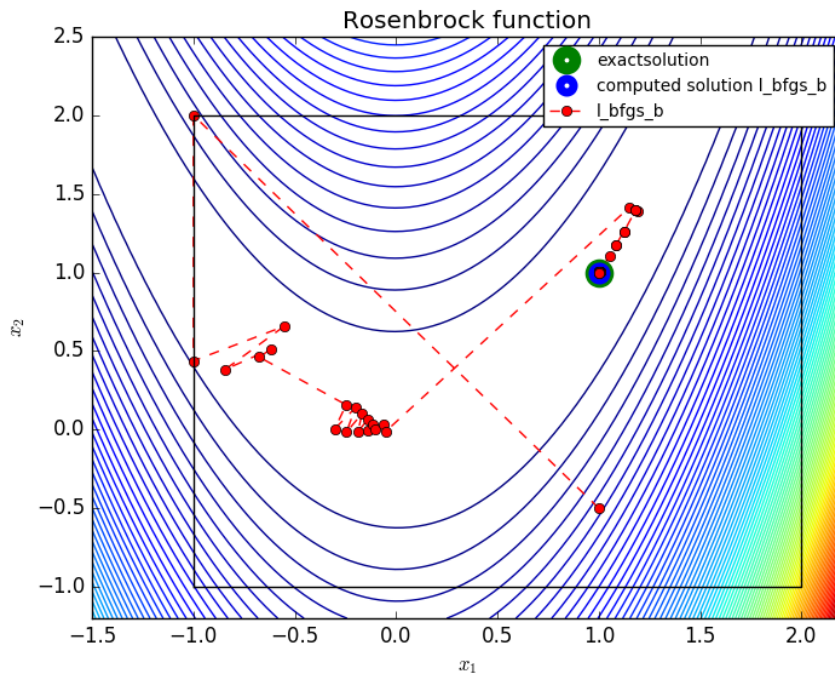 Rosenbrock function
2.5
2.0
1.5
1.0
0.5
0.0
−0.5
−1.0
x₂
exactsolution
computed solution l_bfgs_b
l_bfgs_b
−1.5 −1.0 −0.5 0.0 0.5 1.0 1.5 2.0
x₁